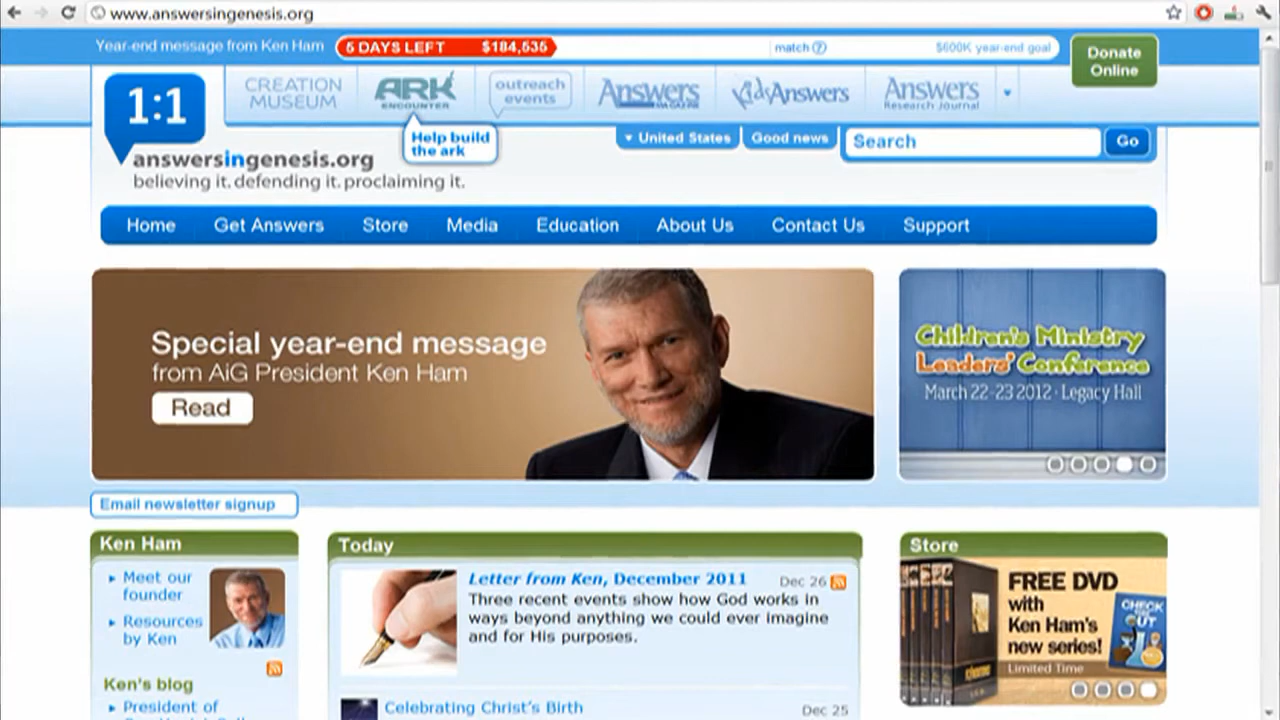 www.answersingenesis.org
Year-end message from Ken Ham
5 DAYS LEFT $184,535
match ?
$600K year-end goal
Donate
Online
1:1
CREATION
MUSEUM
ARK
ENCOUNTER
outreach
events
Answers
MAGAZINE
KidsAnswers
Answers
Research Journal
Help build
the ark
United States
Good news
Search
Go
answersingenesis.org
believing it. defending it. proclaiming it.
Home
Get Answers
Store
Media
Education
About Us
Contact Us
Support
Special year-end message
from AiG President Ken Ham
Read
Children's Ministry
Leaders' Conference
March 22-23 2012 · Legacy Hall
Email newsletter signup
Ken Ham
Meet our
founder
Resources
by Ken
Ken's blog
President of
Today
Letter from Ken, December 2011
Dec 26
Three recent events show how God works in
ways beyond anything we could ever imagine
and for His purposes.
Celebrating Christ's Birth
Dec 25
Store
FREE DVD
with
Ken Ham's
new series!
Limited Time
CHECK
OUT